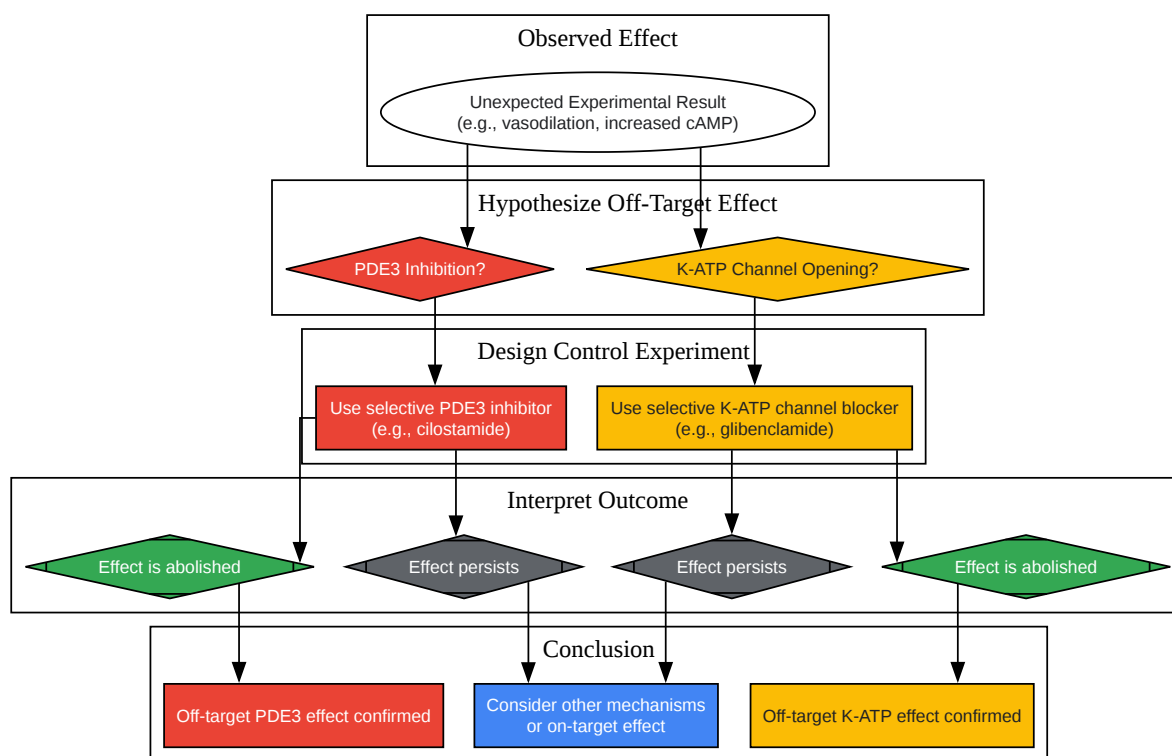 Observed Effect
Unexpected Experimental Result
(e.g., vasodilation, increased cAMP)
Hypothesize Off-Target Effect
PDE3 Inhibition?
K-ATP Channel Opening?
Design Control Experiment
Use selective PDE3 inhibitor
(e.g., cilostamide)
Use selective K-ATP channel blocker
(e.g., glibenclamide)
Interpret Outcome
Effect is abolished
Effect persists
Effect persists
Effect is abolished
Conclusion
Off-target PDE3 effect confirmed
Consider other mechanisms
or on-target effect
Off-target K-ATP effect confirmed